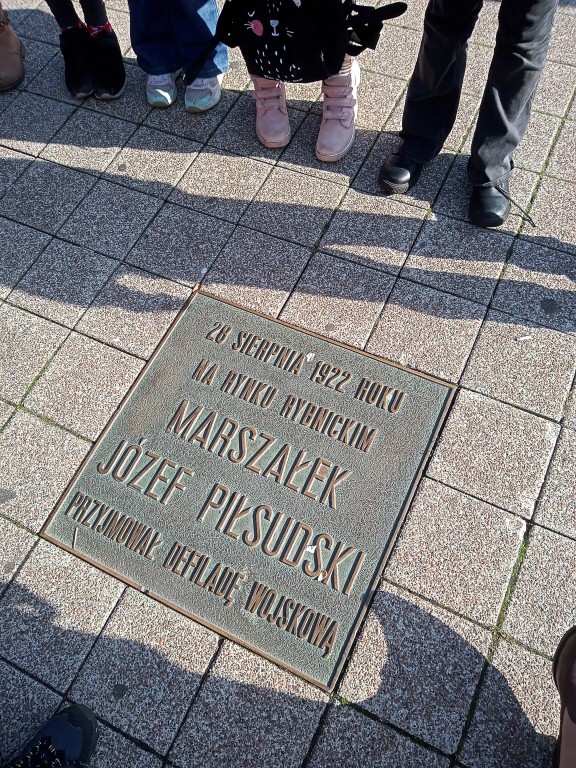 28 SIERPNIA 1922 ROKU
NA RYNKU RYBNICKIM
MARSZAŁEK
JÓZEF PIŁSUDSKI
PRZYJMOWAŁ DEFILADĘ WOJSKOWĄ